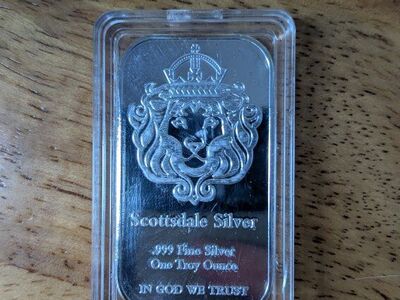 Scottsdale Silver
.999 Fine Silver
One Troy Ounce
IN GOD WE TRUST